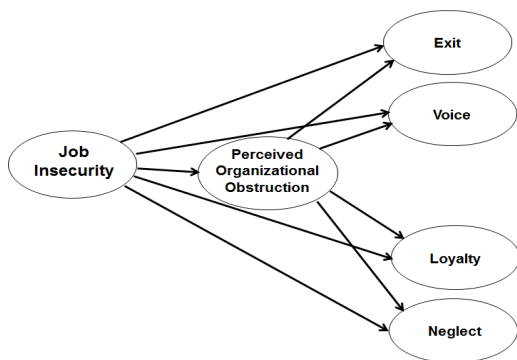 Exit
Voice
Job
Insecurity
Perceived
Organizational
Obstruction
Loyalty
Neglect